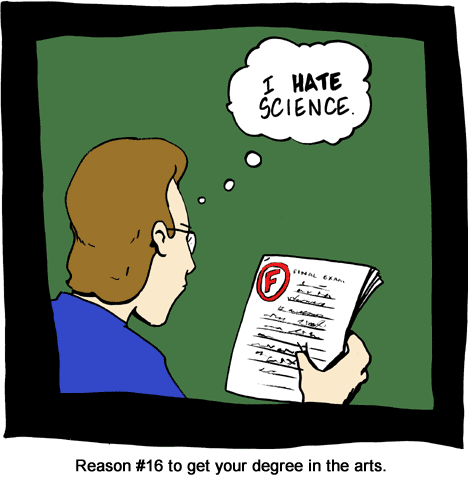 I HATE
SCIENCE.
F
FINAL EXAM
Reason #16 to get your degree in the arts.